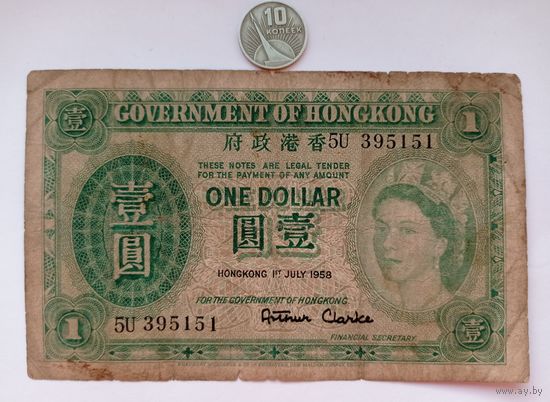 10
КОПЕЕК
GOVERNMENT OF HONGKONG
壹
1
府政港香 5U 395151
THESE NOTES ARE LEGAL TENDER
FOR THE PAYMENT OF ANY AMOUNT
ONE DOLLAR
壹圓
圓壹
HONGKONG 1ST JULY 1958
FOR THE GOVERNMENT OF HONGKONG
5U 395151
Arthur Clarke
FINANCIAL SECRETARY
1
壹
www.ay.by